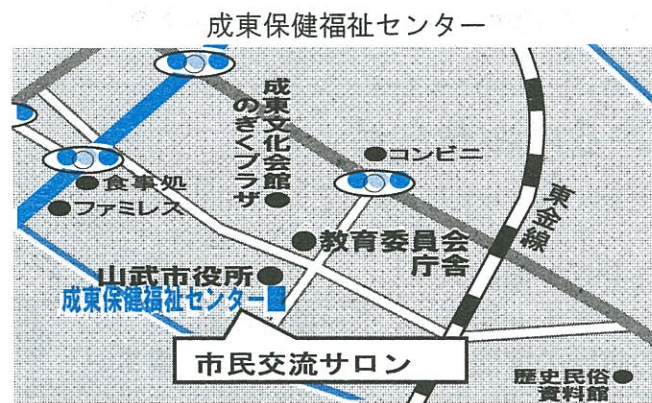 成東保健福祉センター
成東文化会館
のぎくプラザ
コンビニ
食事処
ファミレス
東金線
教育委員会
庁舎
山武市役所
成東保健福祉センター
市民交流サロン
歴史民俗
資料館